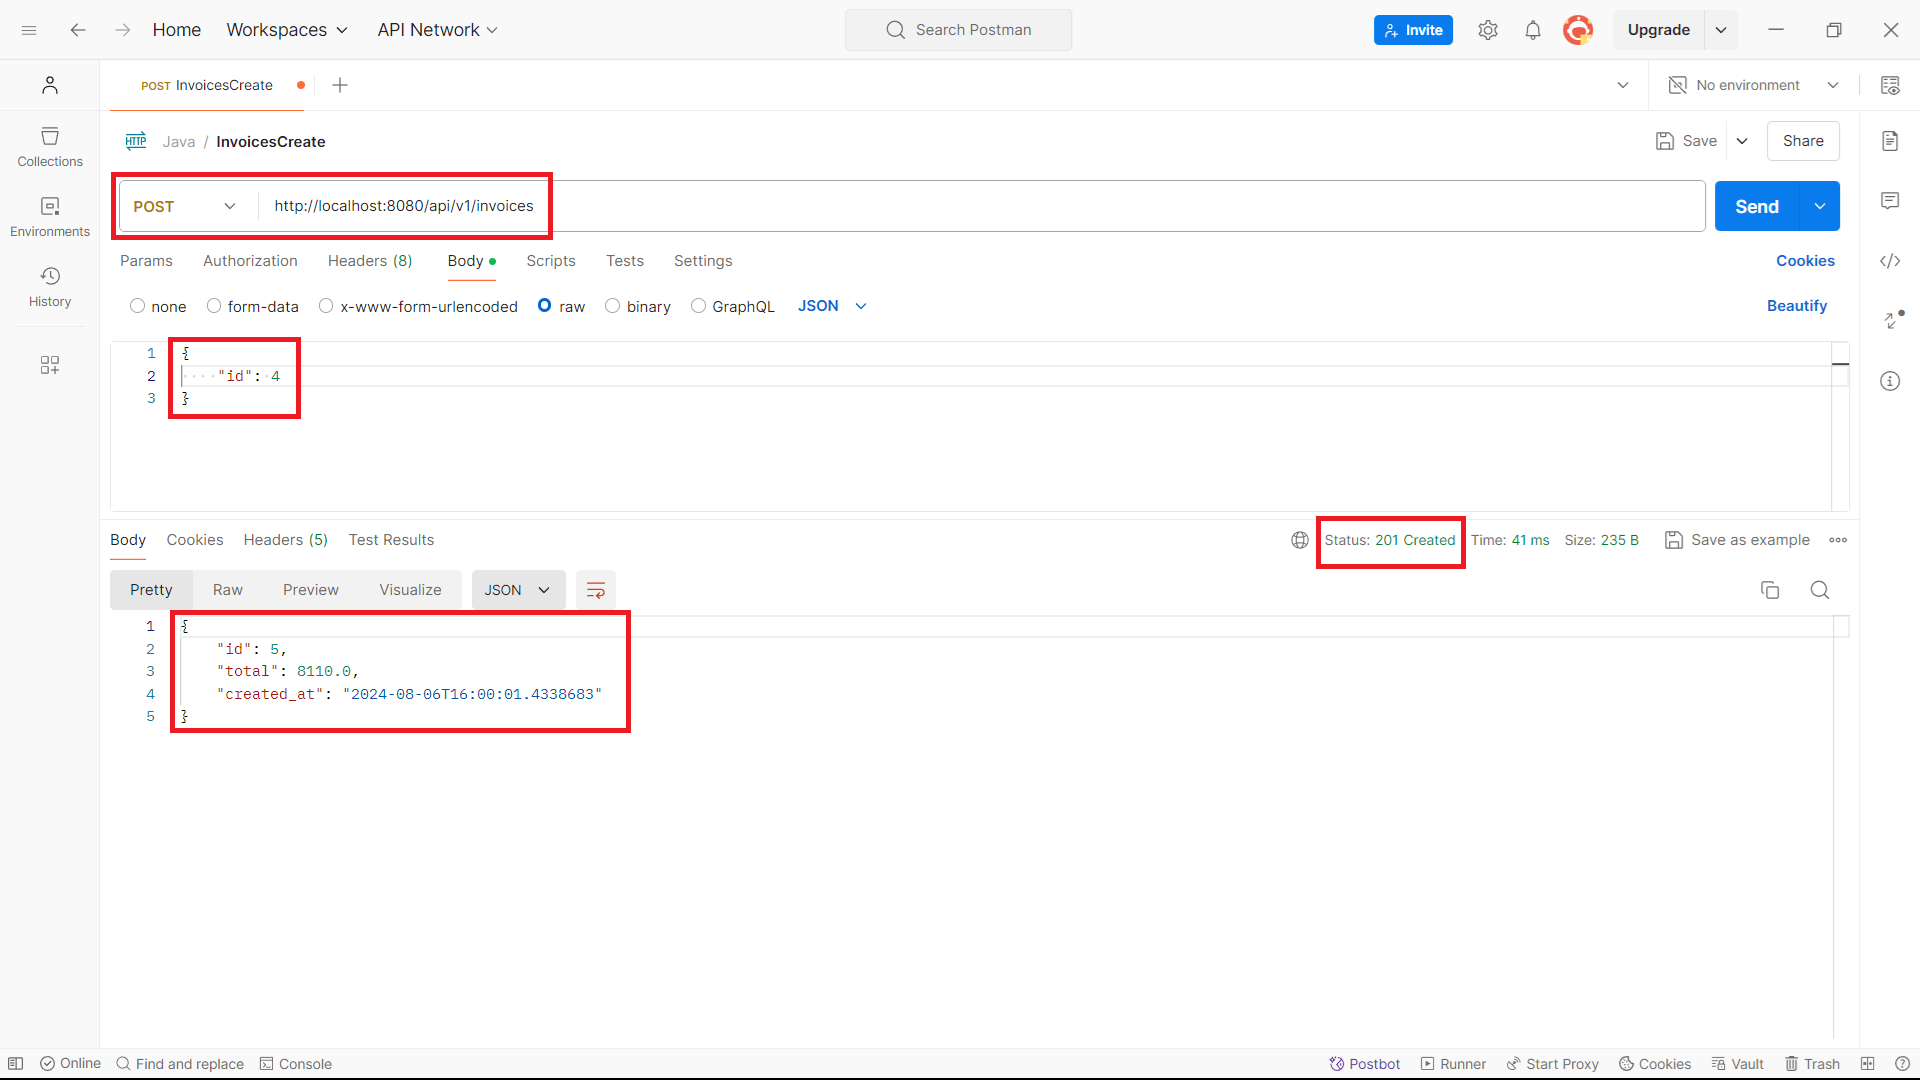 Home Workspaces API Network Search Postman Invite Upgrade
POST InvoicesCreate No environment
HTTP Java / InvoicesCreate Save Share
Collections
POST http://localhost:8080/api/v1/invoices Send
Environments
Params Authorization Headers (8) Body Scripts Tests Settings Cookies
History
none form-data x-www-form-urlencoded raw binary GraphQL JSON Beautify
1 {
2 ····"id":·4
3 }
Body Cookies Headers (5) Test Results Status: 201 Created Time: 41 ms Size: 235 B Save as example
Pretty Raw Preview Visualize JSON
1 {
2 "id": 5,
3 "total": 8110.0,
4 "created_at": "2024-08-06T16:00:01.4338683"
5 }
Online Find and replace Console Postbot Runner Start Proxy Cookies Vault Trash